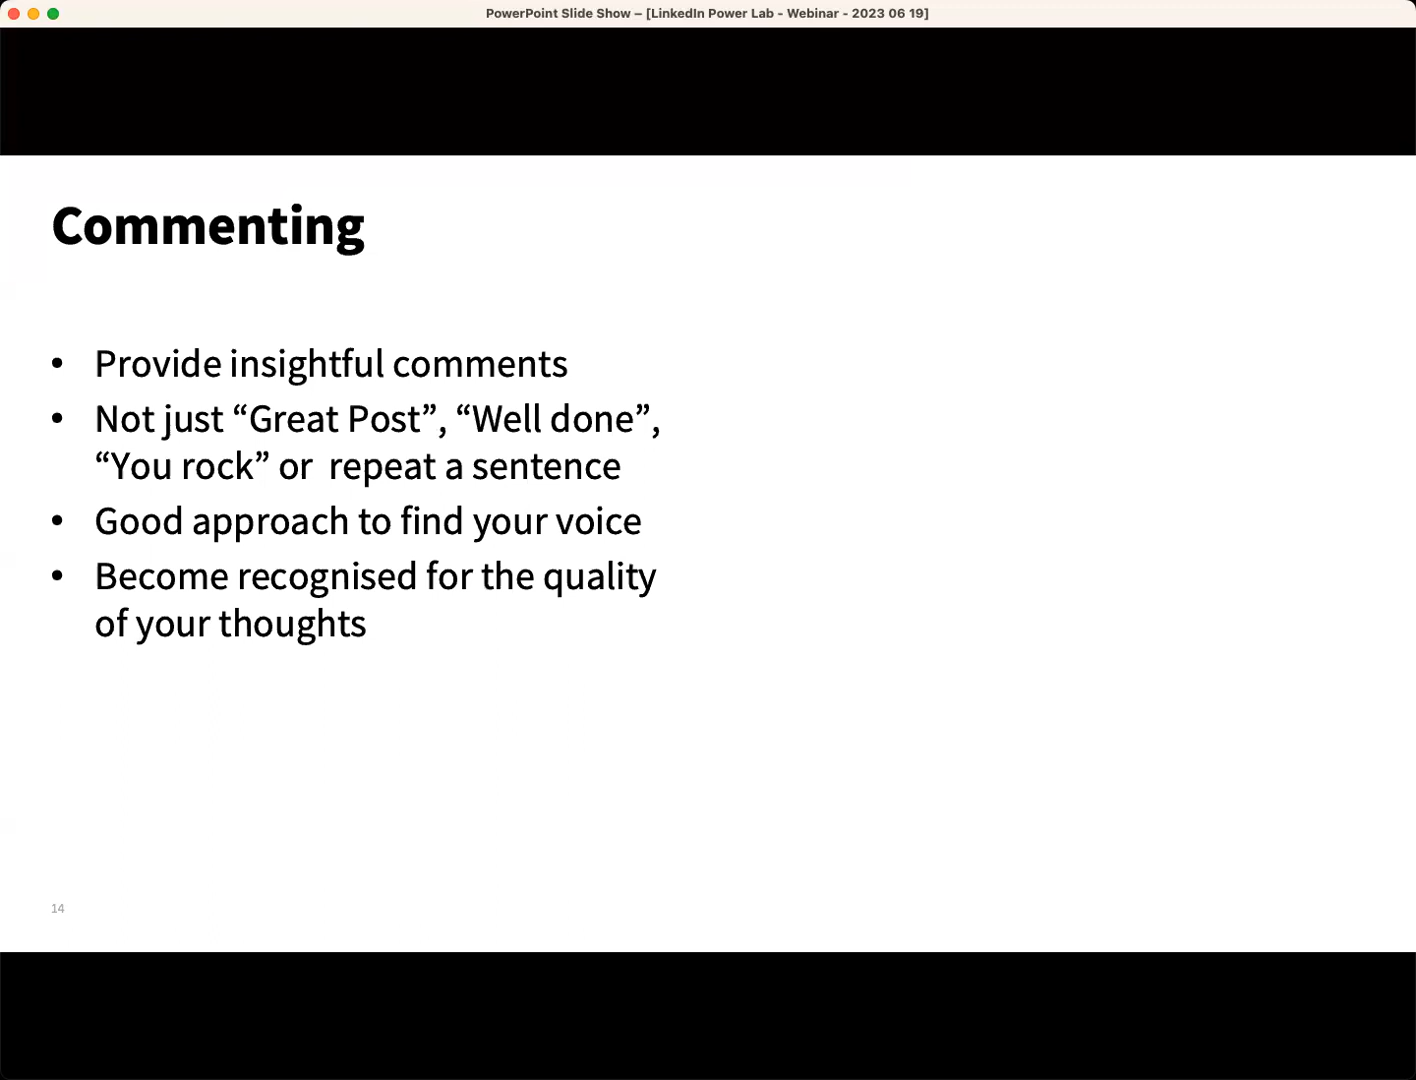 PowerPoint Slide Show – [LinkedIn Power Lab - Webinar - 2023 06 19]
Commenting
• Provide insightful comments
• Not just “Great Post”, “Well done”,
“You rock” or  repeat a sentence
• Good approach to find your voice
• Become recognised for the quality
of your thoughts
14